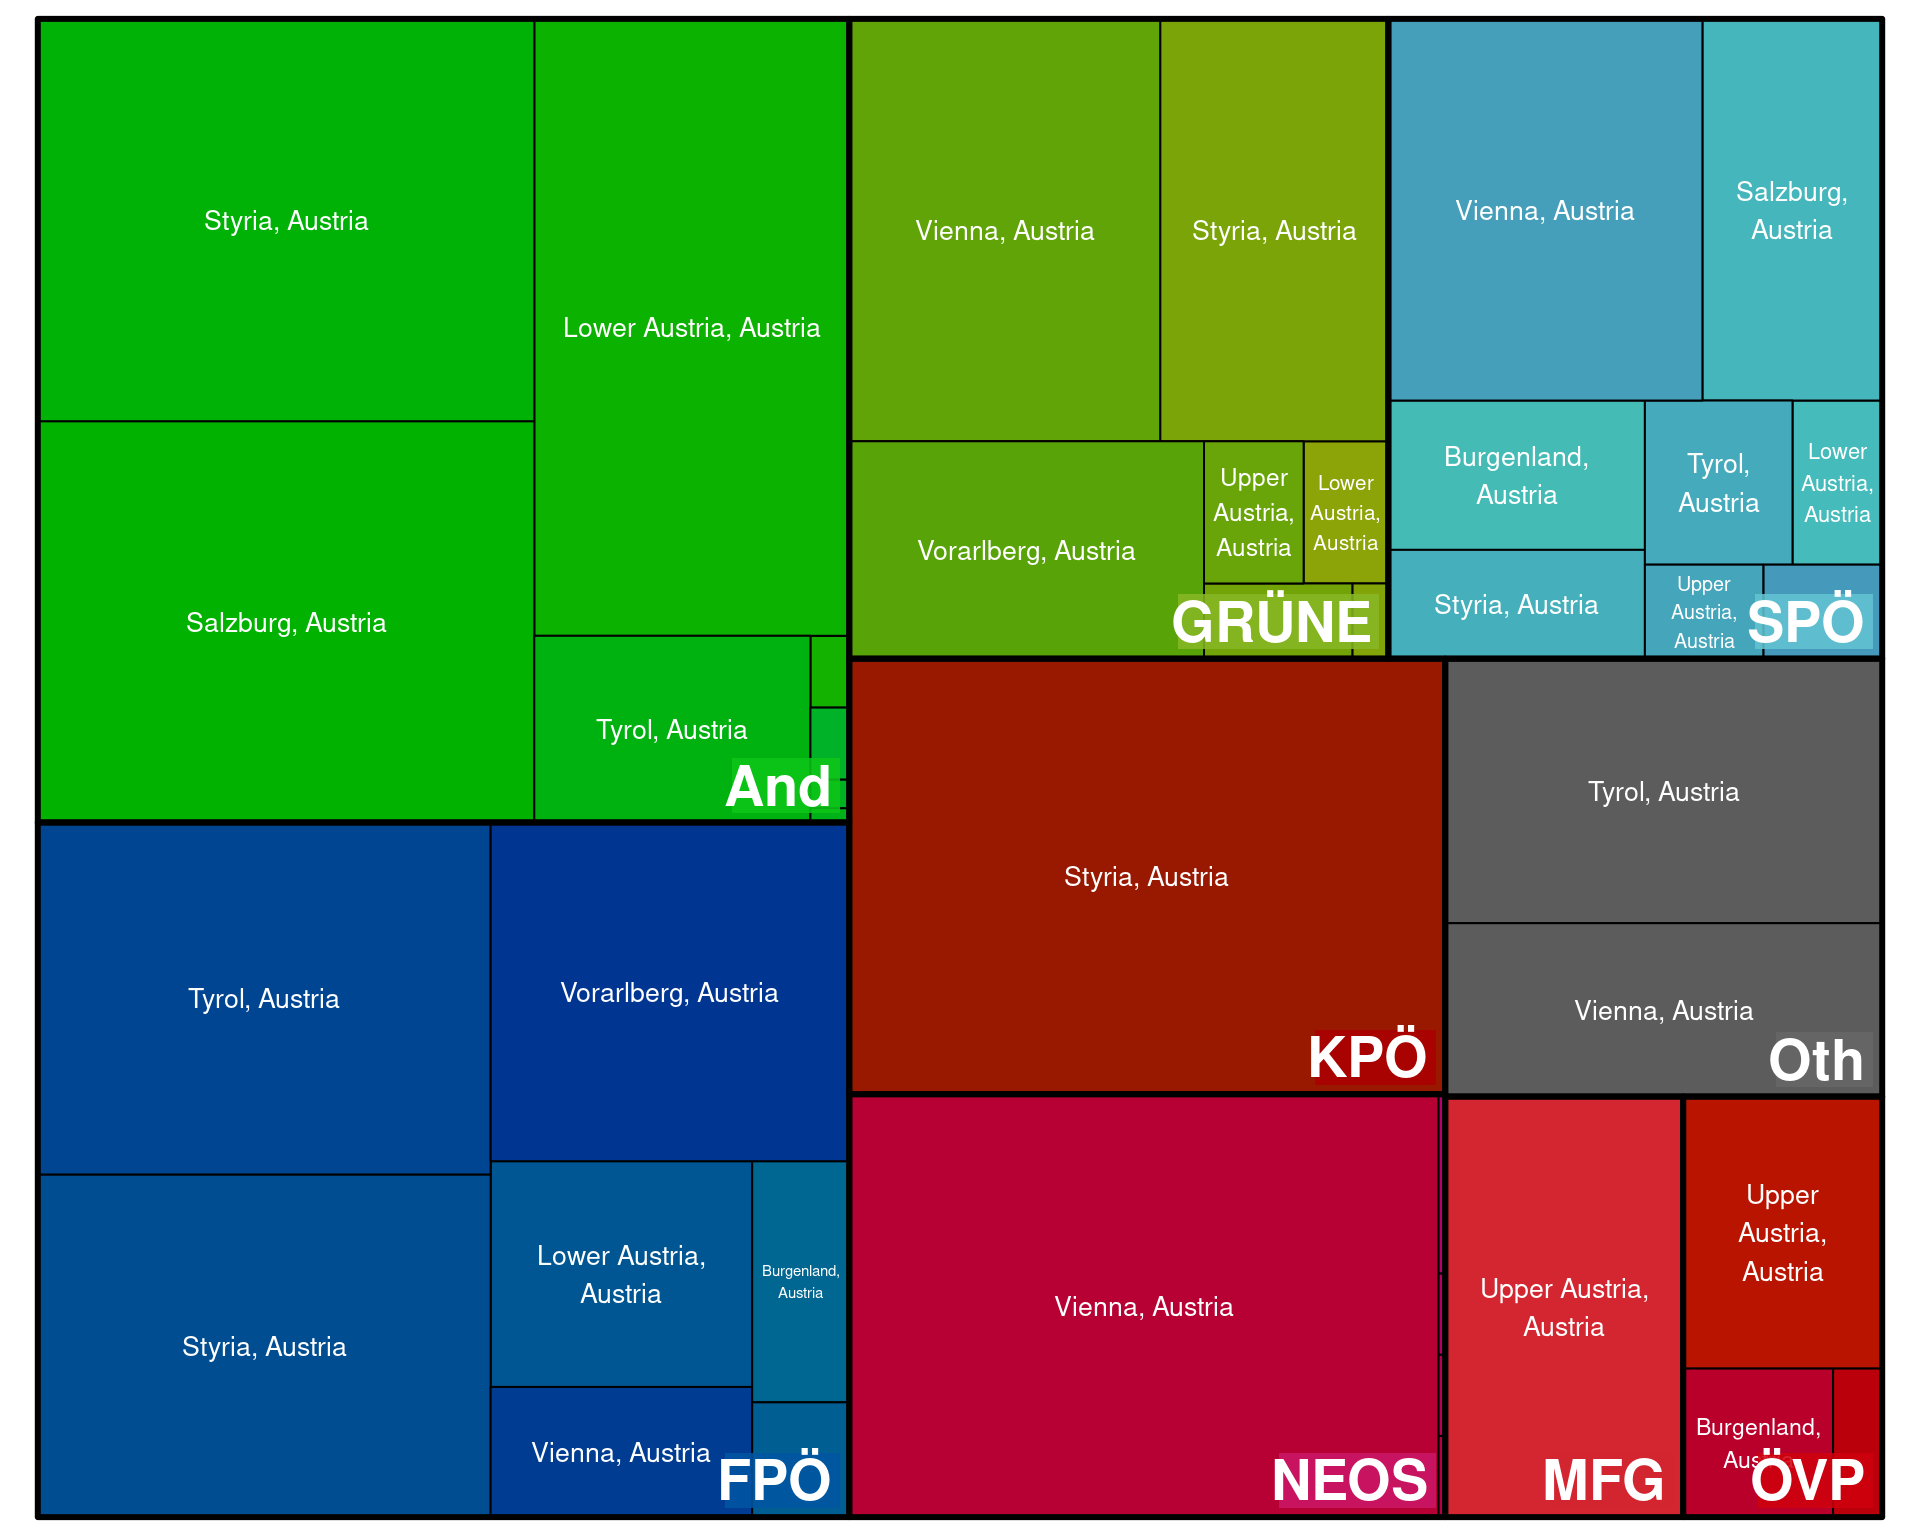 Styria, Austria
Lower Austria, Austria
Salzburg, Austria
Tyrol, Austria
And
Vienna, Austria
Styria, Austria
Vorarlberg, Austria
Upper
Austria,
Austria
Lower
Austria,
Austria
GRÜNE
Vienna, Austria
Salzburg,
Austria
Burgenland,
Austria
Tyrol,
Austria
Lower
Austria,
Austria
Styria, Austria
Upper
Austria,
Austria
SPÖ
Tyrol, Austria
Vorarlberg, Austria
Styria, Austria
Lower Austria,
Austria
Burgenland,
Austria
Vienna, Austria
FPÖ
Styria, Austria
KPÖ
Tyrol, Austria
Vienna, Austria
Oth
Vienna, Austria
NEOS
Upper Austria,
Austria
MFG
Upper
Austria,
Austria
Burgenland,
ÖVP